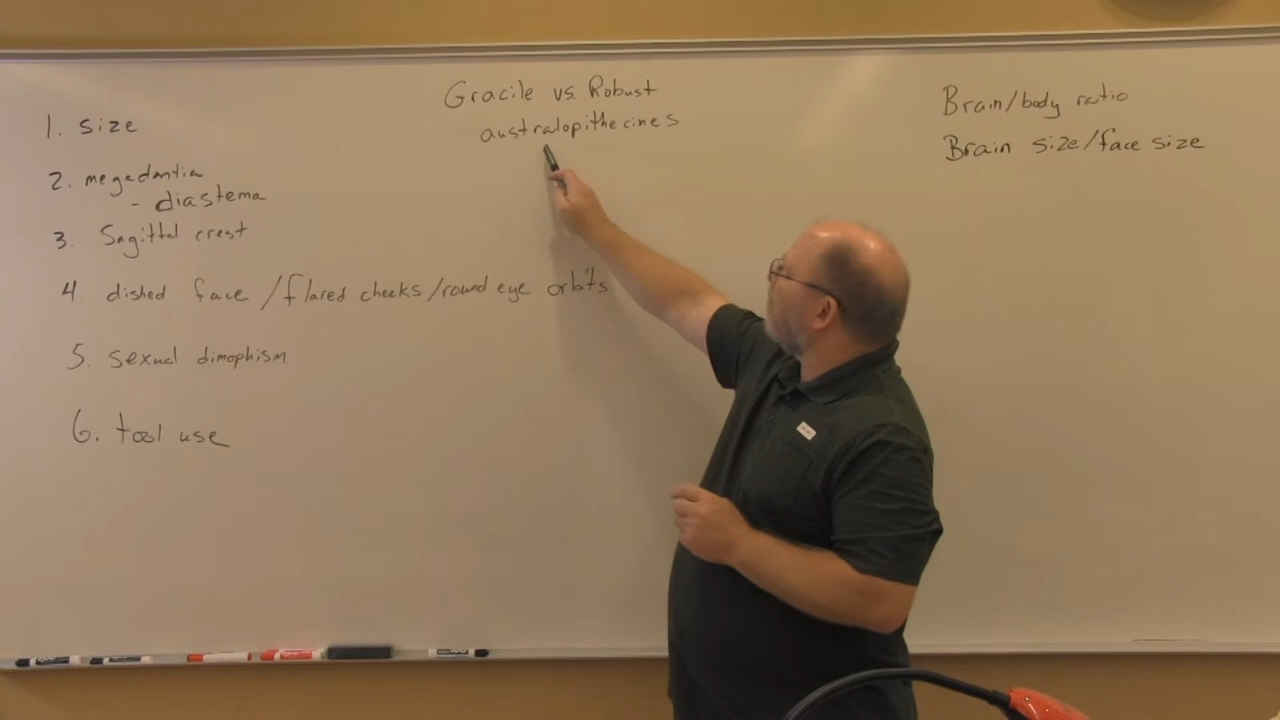 Gracile vs. Robust
australopithecines
1. Size
2. megadontia
- diastema
3. Sagittal crest
4 dished face / flared cheeks / round eye orbits
5. sexual dimophism
6. tool use
Brain/body ratio
Brain size/face size